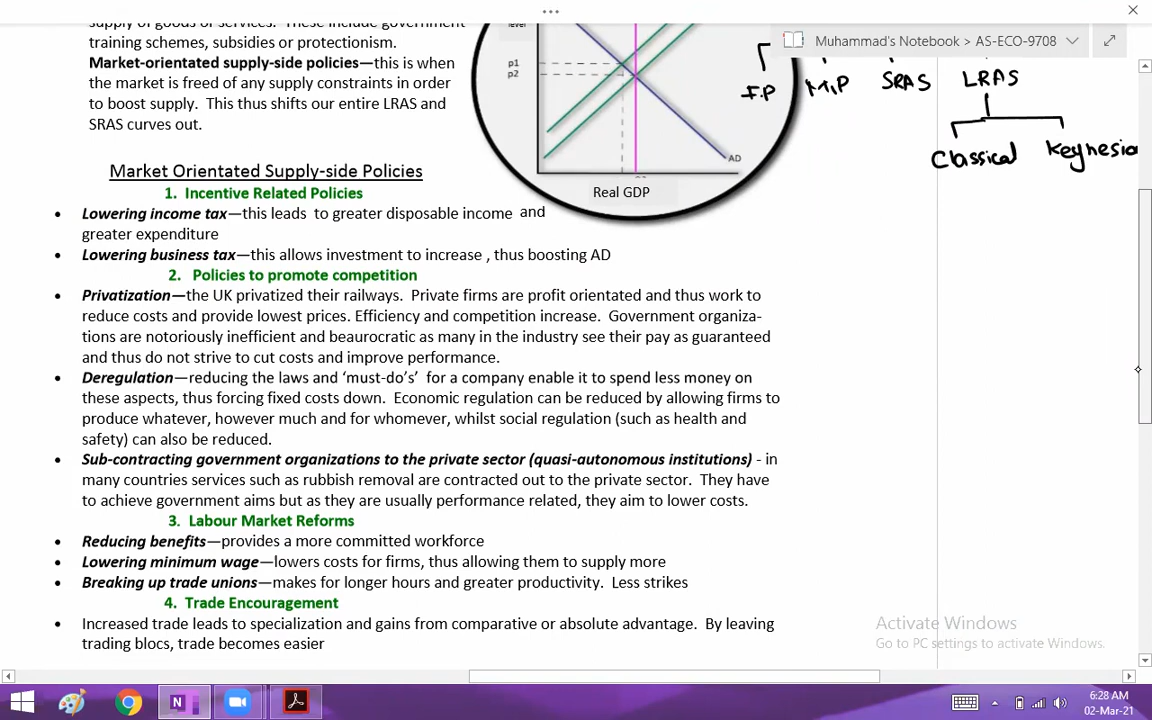 supply of goods or services. These include government
training schemes, subsidies or protectionism.
Market-orientated supply-side policies—this is when
the market is freed of any supply constraints in order
to boost supply. This thus shifts our entire LRAS and
SRAS curves out.
level
p1
p2
AD
Real GDP
Muhammad's Notebook > AS-ECO-9708
F.P
M.P
SRAS
LRAS
Classical
Keynesia
Market Orientated Supply-side Policies
1. Incentive Related Policies
• Lowering income tax—this leads to greater disposable income and
greater expenditure
• Lowering business tax—this allows investment to increase , thus boosting AD
2. Policies to promote competition
• Privatization—the UK privatized their railways. Private firms are profit orientated and thus work to
reduce costs and provide lowest prices. Efficiency and competition increase. Government organiza-
tions are notoriously inefficient and beaurocratic as many in the industry see their pay as guaranteed
and thus do not strive to cut costs and improve performance.
• Deregulation—reducing the laws and ‘must-do’s’ for a company enable it to spend less money on
these aspects, thus forcing fixed costs down. Economic regulation can be reduced by allowing firms to
produce whatever, however much and for whomever, whilst social regulation (such as health and
safety) can also be reduced.
• Sub-contracting government organizations to the private sector (quasi-autonomous institutions) - in
many countries services such as rubbish removal are contracted out to the private sector. They have
to achieve government aims but as they are usually performance related, they aim to lower costs.
3. Labour Market Reforms
• Reducing benefits—provides a more committed workforce
• Lowering minimum wage—lowers costs for firms, thus allowing them to supply more
• Breaking up trade unions—makes for longer hours and greater productivity. Less strikes
4. Trade Encouragement
• Increased trade leads to specialization and gains from comparative or absolute advantage. By leaving
trading blocs, trade becomes easier
Activate Windows
Go to PC settings to activate Windows.
6:28 AM
02-Mar-21